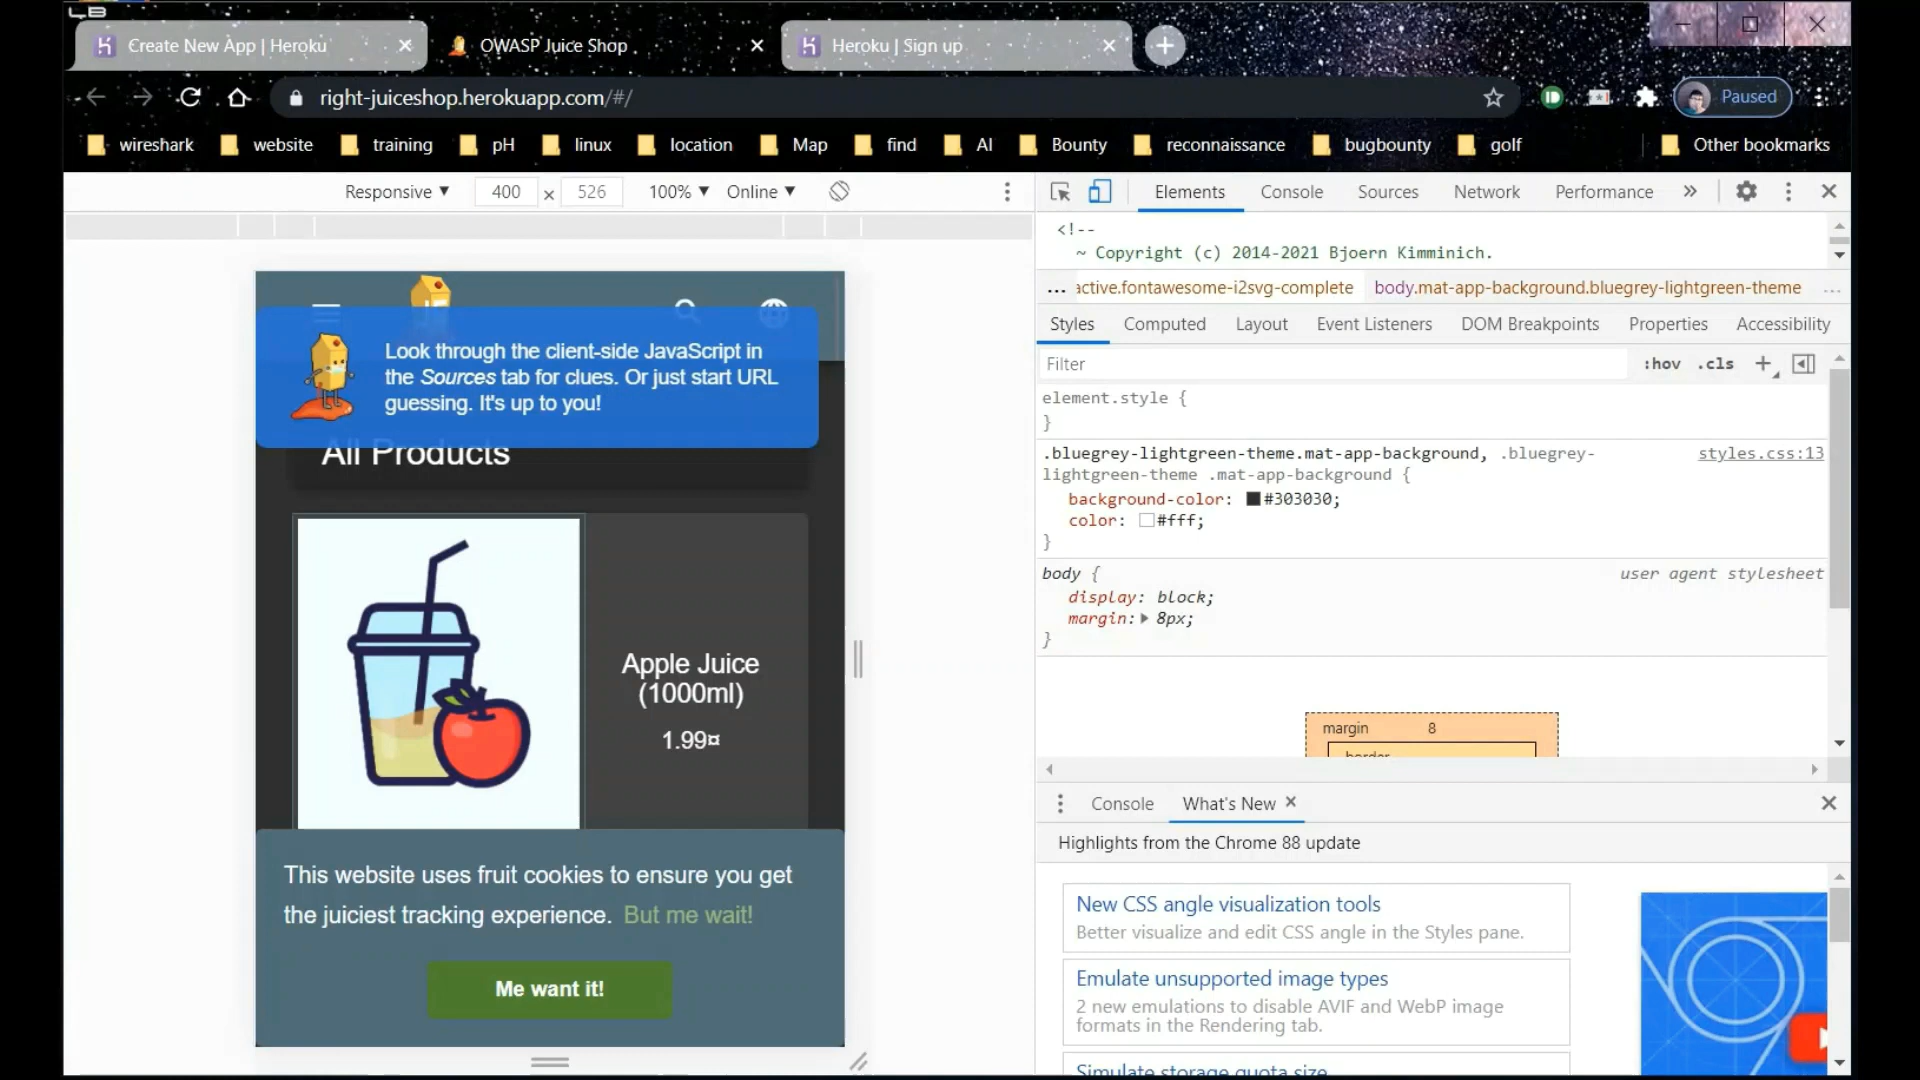 Create New App | Heroku
OWASP Juice Shop
Heroku | Sign up
right-juiceshop.herokuapp.com/#/
Paused
wireshark website training pH linux location Map find AI Bounty reconnaissance bugbounty golf Other bookmarks
Responsive ▼ 400 × 526 100% ▼ Online ▼
Elements Console Sources Network Performance »
<!--
~ Copyright (c) 2014-2021 Bjoern Kimminich.
... active.fontawesome-i2svg-complete body.mat-app-background.bluegrey-lightgreen-theme ...
Styles Computed Layout Event Listeners DOM Breakpoints Properties Accessibility
Filter :hov .cls +
element.style {
}
.bluegrey-lightgreen-theme.mat-app-background, .bluegrey- styles.css:13
lightgreen-theme .mat-app-background {
background-color: #303030;
color: #fff;
}
body { user agent stylesheet
display: block;
margin: 8px;
}
margin 8
border
Console What's New ×
Highlights from the Chrome 88 update
New CSS angle visualization tools
Better visualize and edit CSS angle in the Styles pane.
Emulate unsupported image types
2 new emulations to disable AVIF and WebP image
formats in the Rendering tab.
Simulate storage quota size
Look through the client-side JavaScript in
the Sources tab for clues. Or just start URL
guessing. It's up to you!
All Products
Apple Juice
(1000ml)
1.99¤
This website uses fruit cookies to ensure you get
the juiciest tracking experience. But me wait!
Me want it!